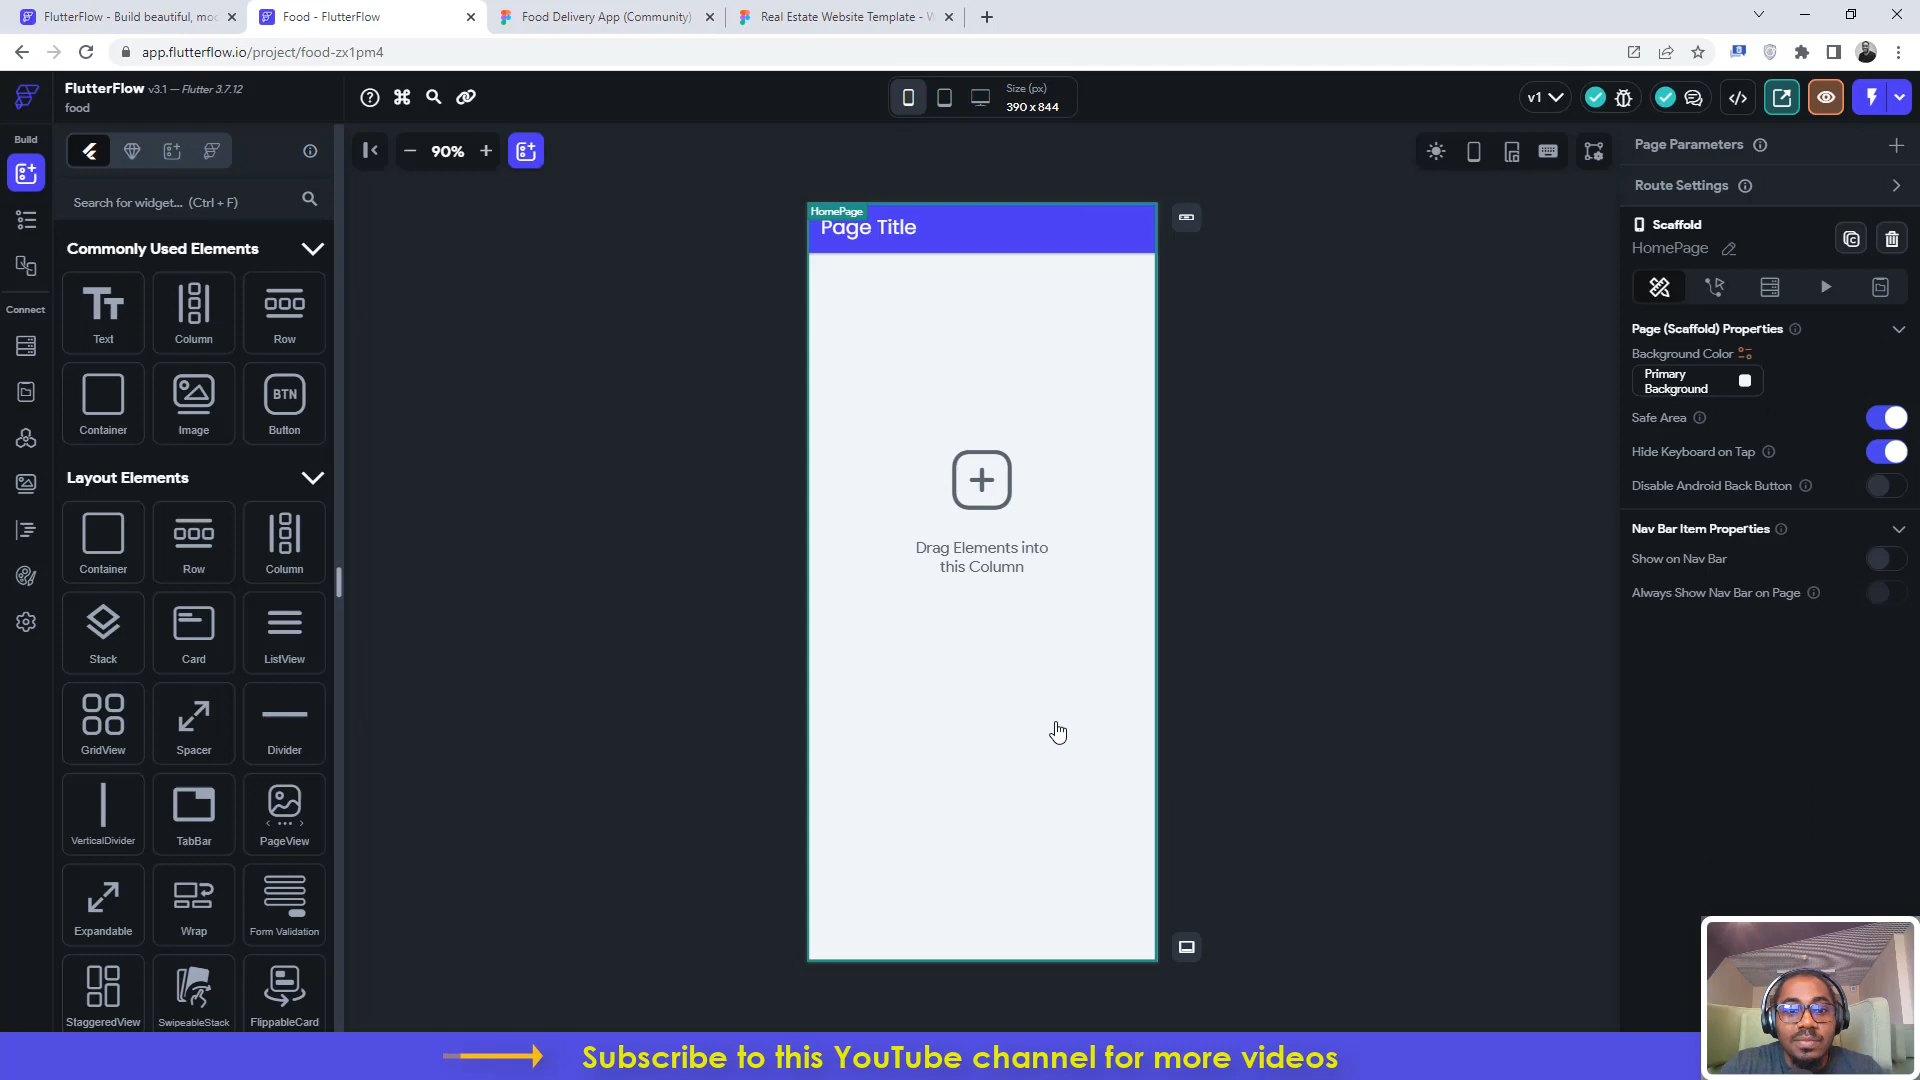 FlutterFlow - Build beautiful, mo
Food - FlutterFlow
Food Delivery App (Community)
Real Estate Website Template - W
app.flutterflow.io/project/food-zx1pm4
FlutterFlow v3.1 — Flutter 3.7.12
food
Size (px)
390 x 844
v1
Build
90%
Page Parameters
Search for widget... (Ctrl + F)
Route Settings
Commonly Used Elements
HomePage
Page Title
Scaffold
HomePage
Text
Column
Row
Connect
Page (Scaffold) Properties
Background Color
Primary
Background
Container
Image
BTN
Button
Safe Area
Hide Keyboard on Tap
Layout Elements
Disable Android Back Button
Container
Row
Column
Drag Elements into
this Column
Nav Bar Item Properties
Show on Nav Bar
Always Show Nav Bar on Page
Stack
Card
ListView
GridView
Spacer
Divider
VerticalDivider
TabBar
PageView
Expandable
Wrap
Form Validation
StaggeredView
SwipeableStack
FlippableCard
Subscribe to this YouTube channel for more videos